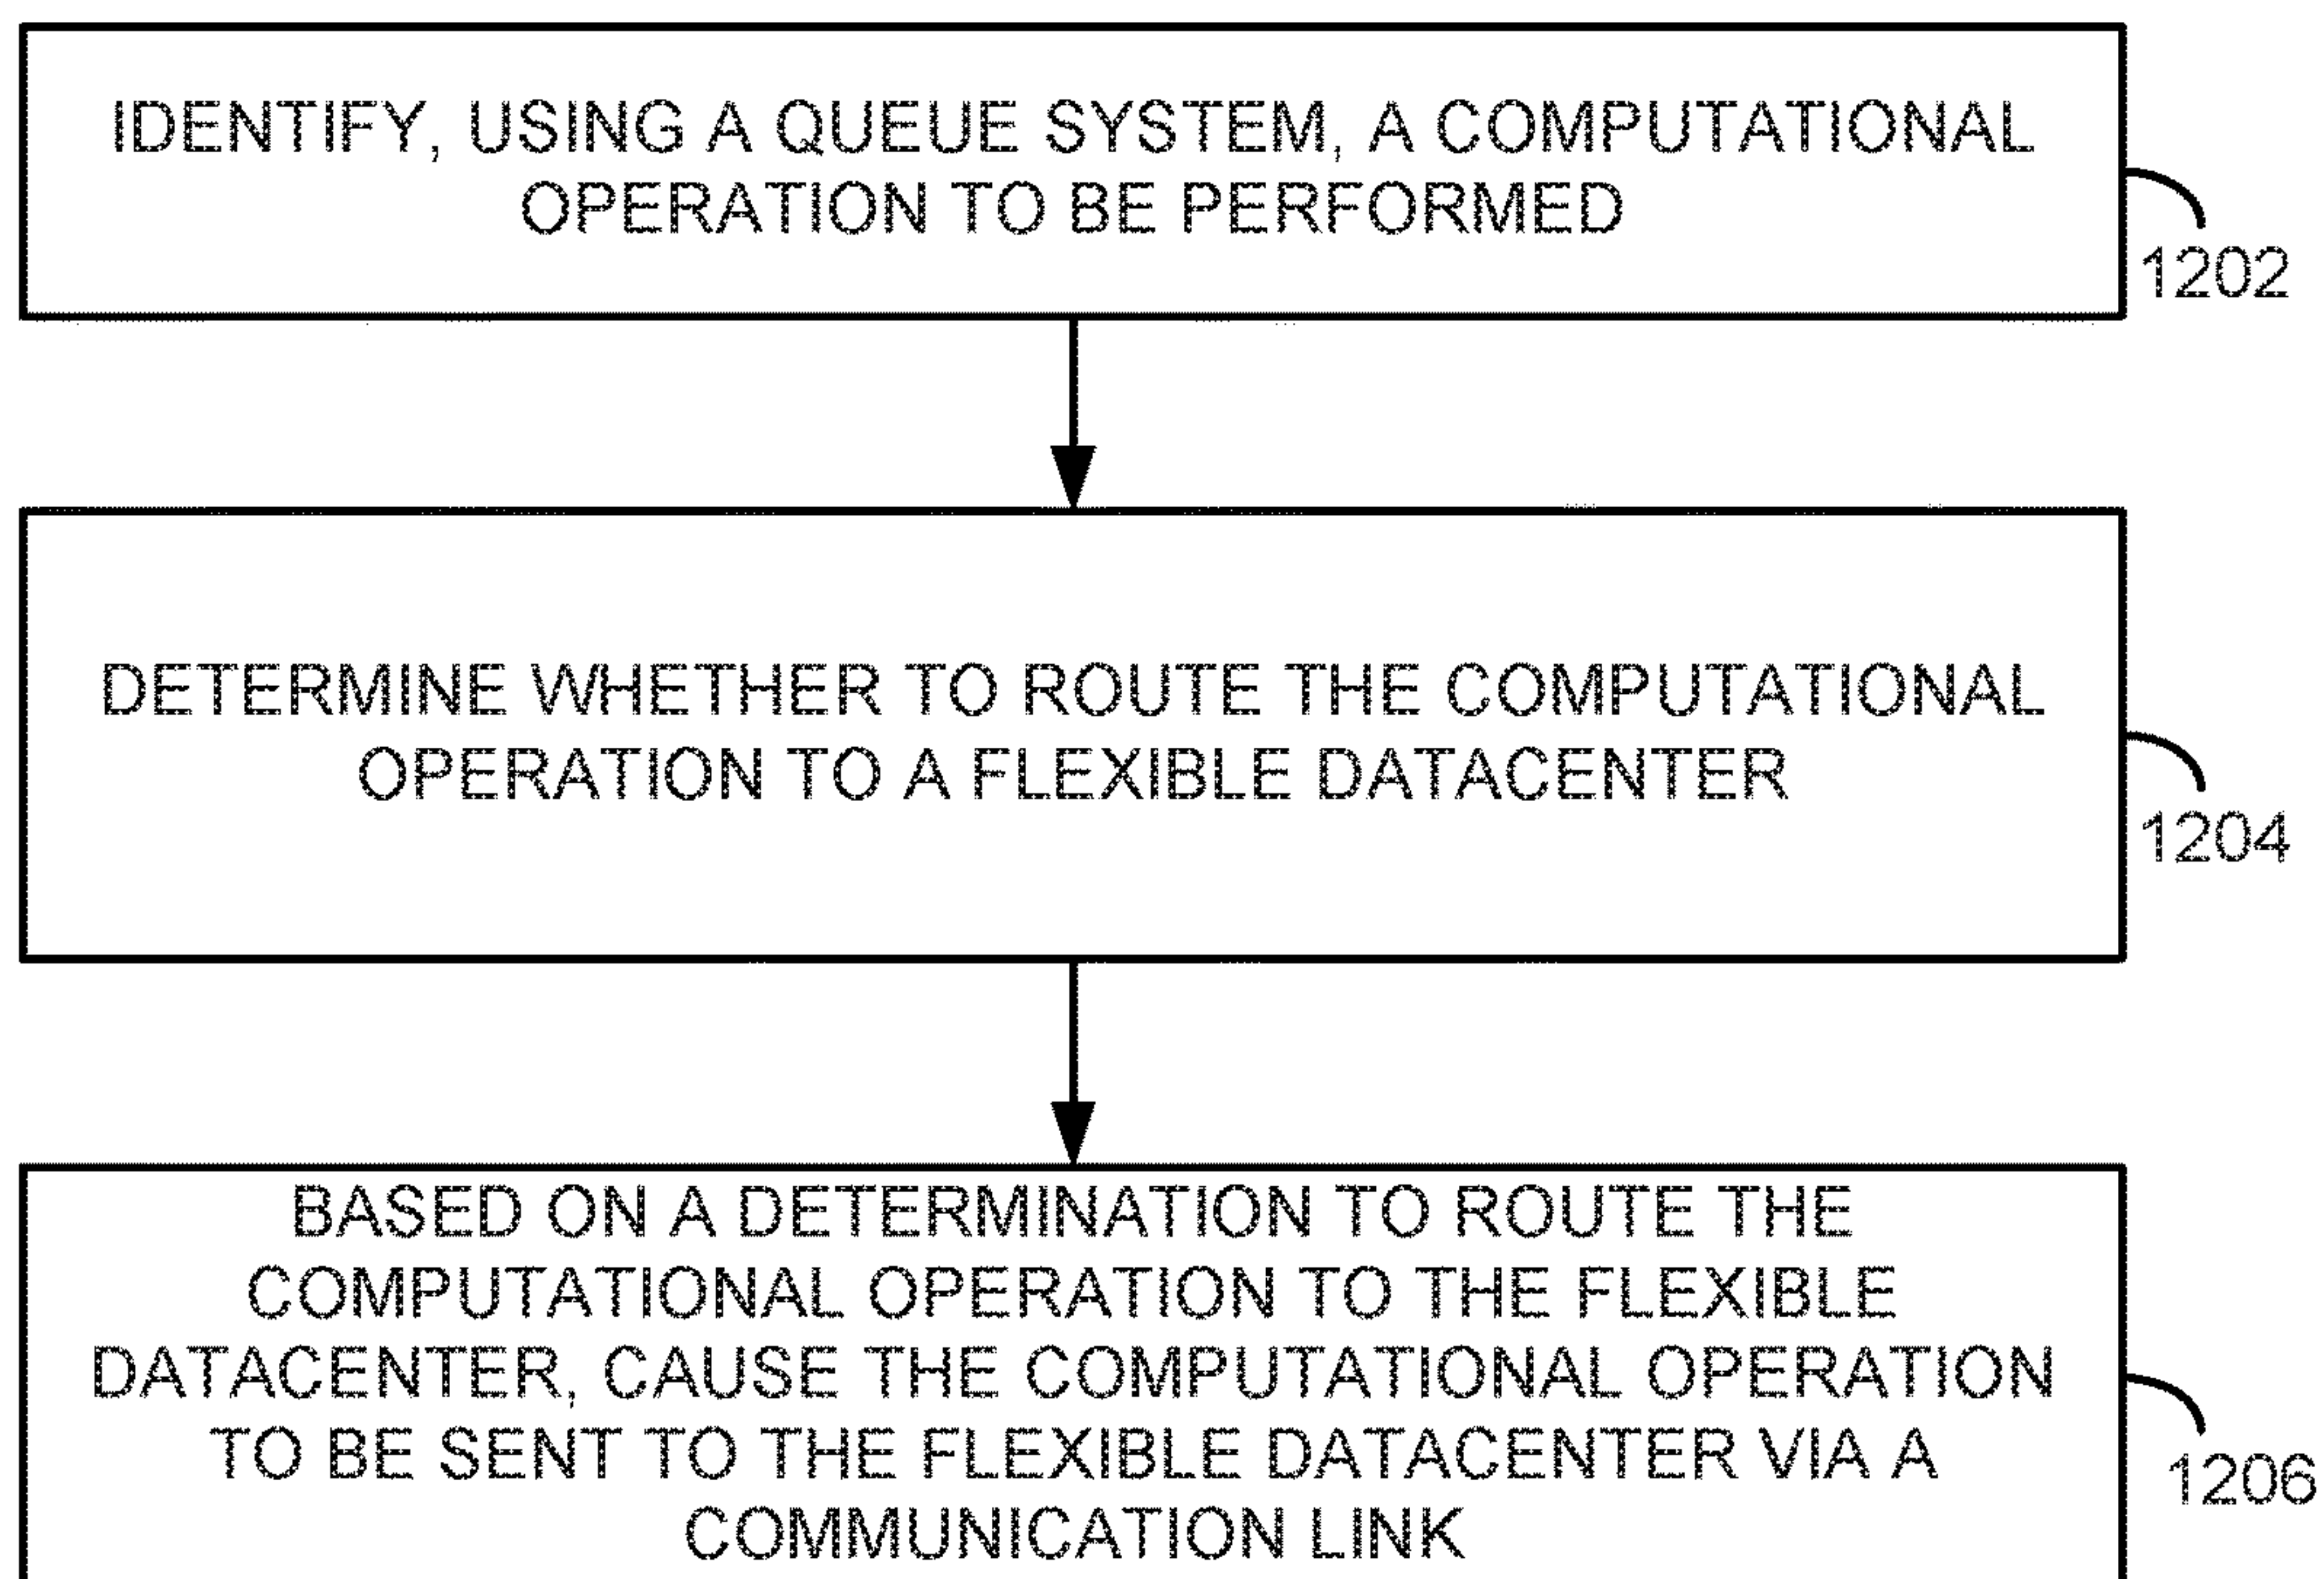 IDENTIFY, USING A QUEUE SYSTEM, A COMPUTATIONAL
OPERATION TO BE PERFORMED
1202
DETERMINE WHETHER TO ROUTE THE COMPUTATIONAL
OPERATION TO A FLEXIBLE DATACENTER
1204
BASED ON A DETERMINATION TO ROUTE THE
COMPUTATIONAL OPERATION TO THE FLEXIBLE
DATACENTER, CAUSE THE COMPUTATIONAL OPERATION
TO BE SENT TO THE FLEXIBLE DATACENTER VIA A
COMMUNICATION LINK
1206